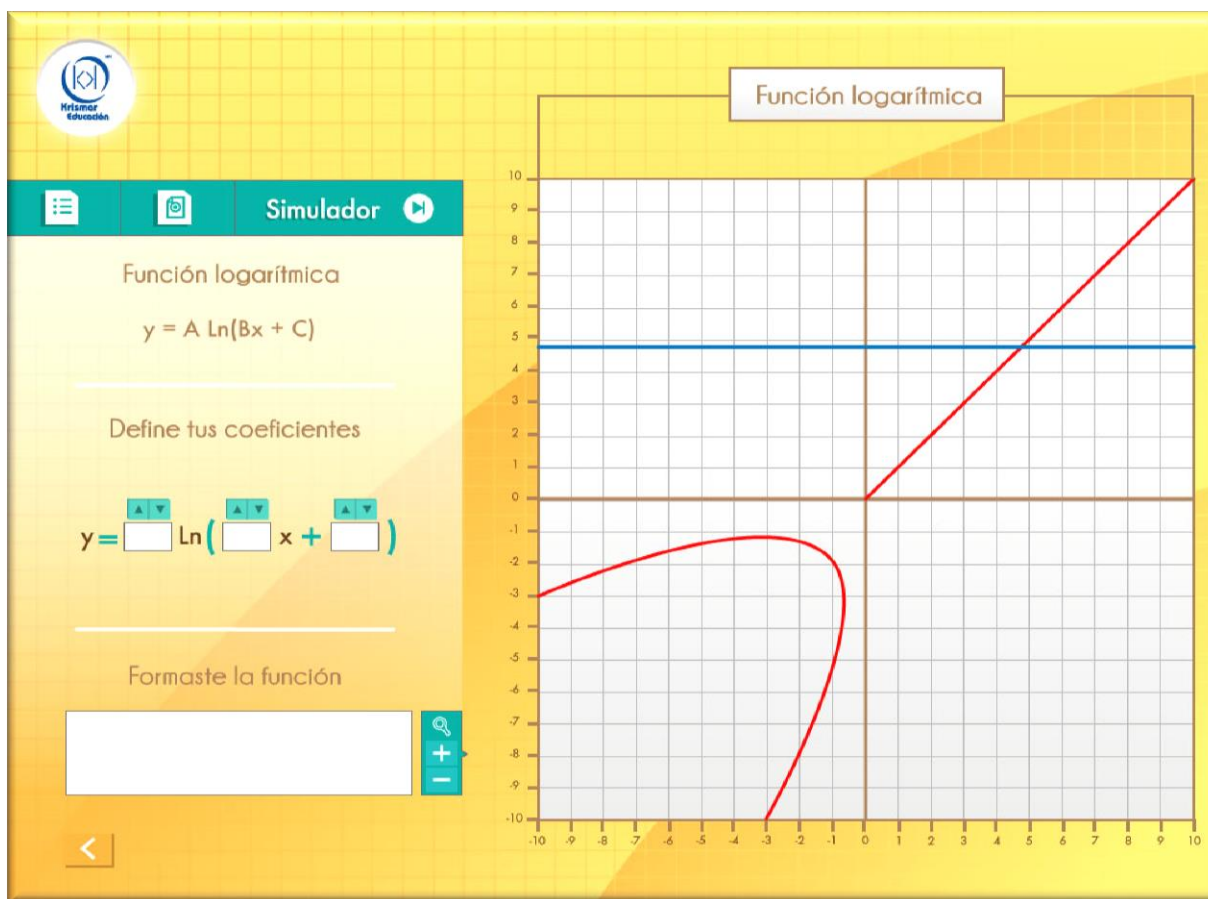 Krismar
Educación
Función logarítmica
Simulador
Función logarítmica
y = A Ln(Bx + C)
Define tus coeficientes
y = Ln ( x + )
Formaste la función
10
9
8
7
6
5
4
3
2
1
0
-1
-2
-3
-4
-5
-6
-7
-8
-9
-10
-10 -9 -8 -7 -6 -5 -4 -3 -2 -1 0 1 2 3 4 5 6 7 8 9 10